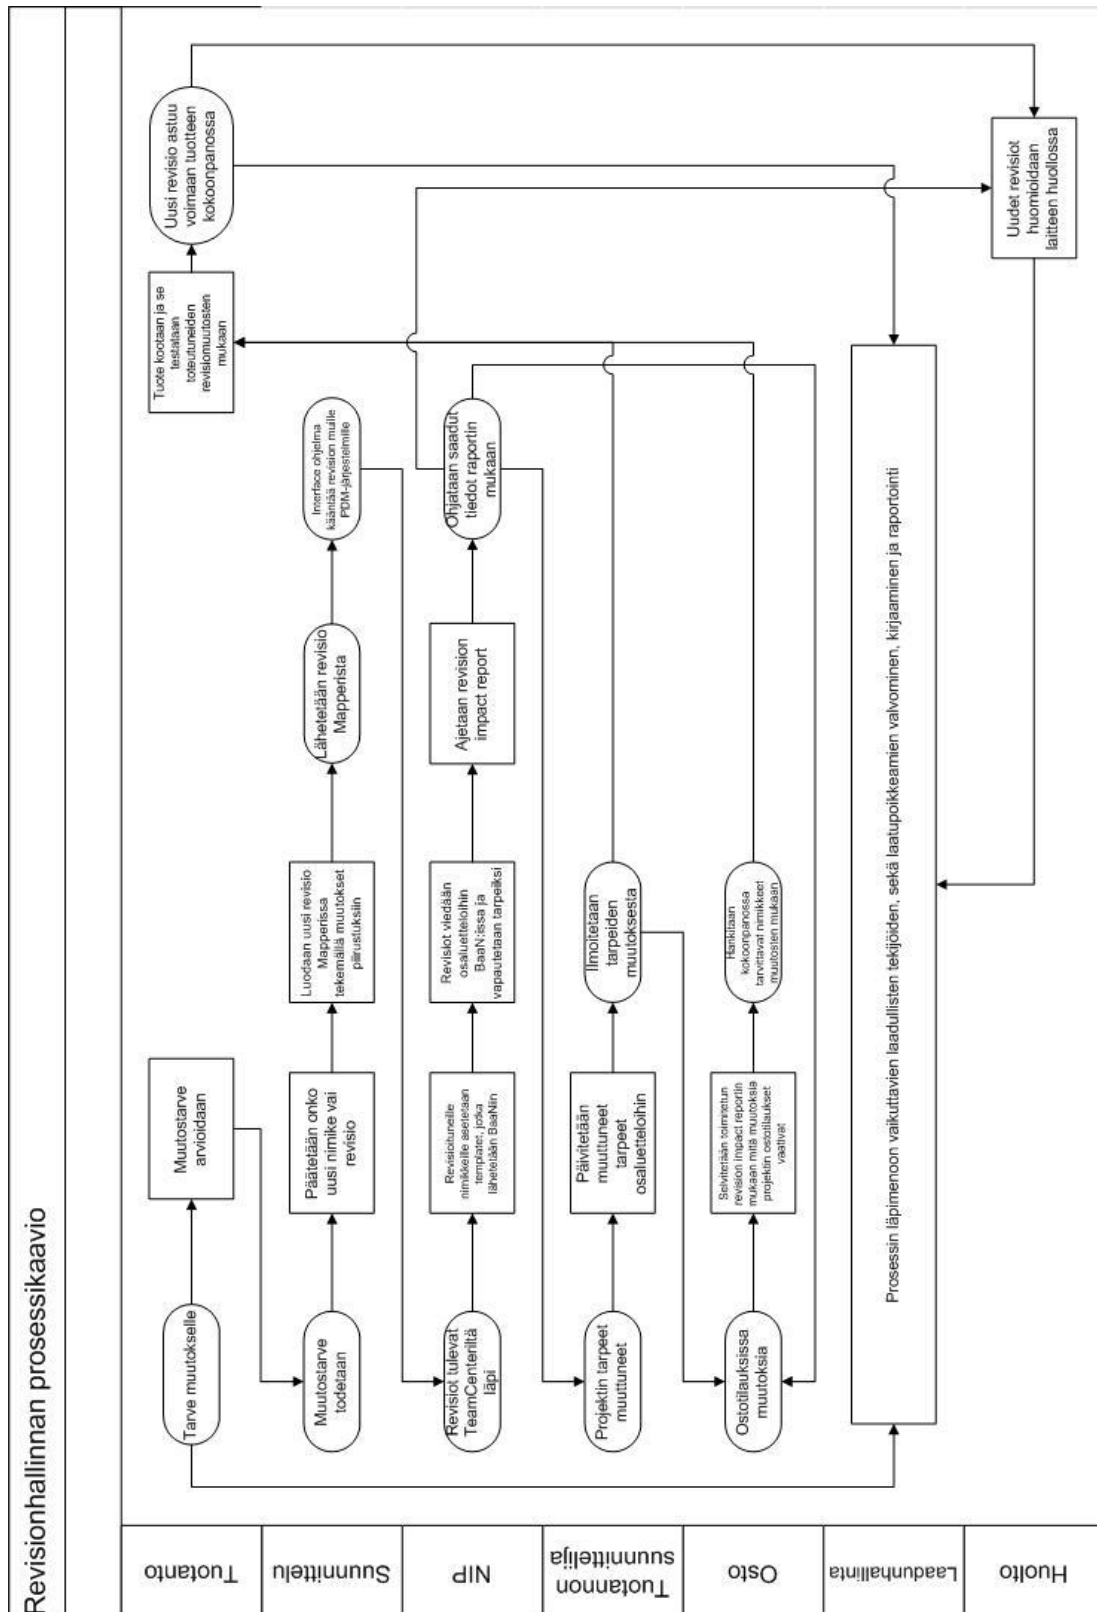 Revisionhallinnan prosessikaavio
Tuotanto
Tarve muutokselle
Muutostarve
arvioidaan
Tuote kootaan ja se
testataan
toteutuneiden
revisiomuutosten
mukaan
Uusi revisio astuu
voimaan tuotteen
kokoonpanossa
Suunnittelu
Muutostarve
todetaan
Päätetään onko
uusi nimike vai
revisio
Luodaan uusi revisio
Mapperissa
tekemällä muutokset
piirustuksiin
Lähetetään revisio
Mapperista
Interface ohjelma
kääntää revision muille
PDM-järjestelmille
NIP
Revisiot tulevat
TeamCenteriltä
läpi
Revisioituneille
nimikkeille asetetaan
templatet, jotka
lähetetään BaaNiin
Revisiot viedään
osaluetteloihin
BaaN:issa ja
vapautetaan tarpeiksi
Ajetaan revision
impact report
Ohjataan saadut
tiedot raportin
mukaan
Tuotannon
suunnittelija
Projektin tarpeet
muuttuneet
Päivitetään
muuttuneet
tarpeet
osaluetteloihin
Ilmoitetaan
tarpeiden
muutoksesta
Osto
Ostotilauksissa
muutoksia
Selvitetään toimitetun
revision impact reportin
mukaan mitä muutoksia
projektin ostotilaukset
vaativat
Hankitaan
kokoonpanossa
tarvittavat nimikkeet
muutosten mukaan
Laadunhallinta
Prosessin läpimenoon vaikuttavien laadullisten tekijöiden, sekä laatupoikkeamien valvominen, kirjaaminen ja raportointi
Huolto
Uudet revisiot
huomioidaan
laitteen huollossa